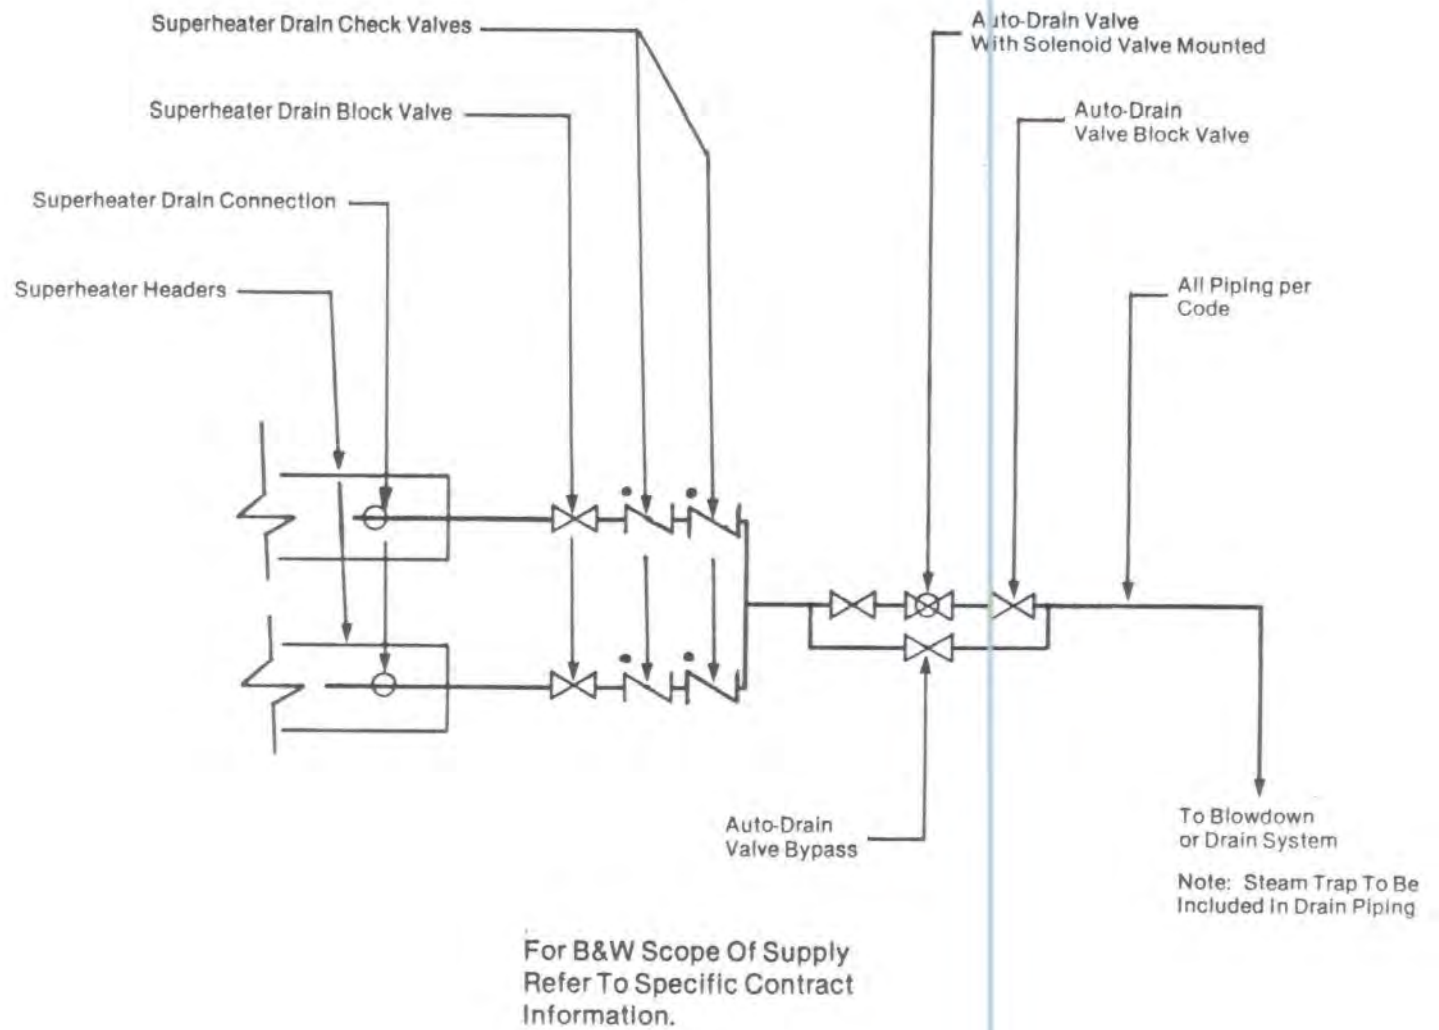 Superheater Drain Check Valves
Auto-Drain Valve
With Solenoid Valve Mounted
Superheater Drain Block Valve
Auto-Drain
Valve Block Valve
Superheater Drain Connection
Superheater Headers
All Piping per
Code
Auto-Drain
Valve Bypass
To Blowdown
or Drain System
Note: Steam Trap To Be
Included in Drain Piping
For B&W Scope Of Supply
Refer To Specific Contract
Information.